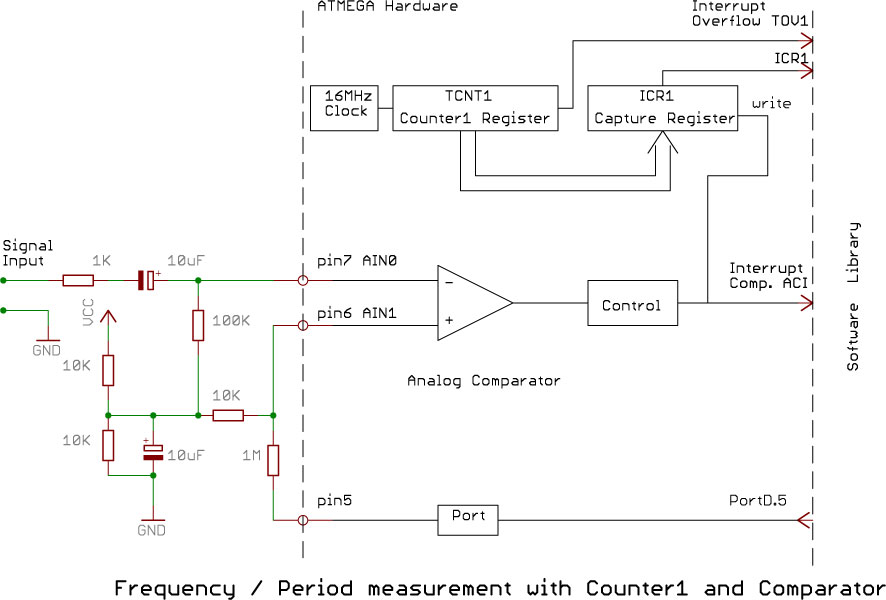 ATMEGA Hardware
Interrupt
Overflow TOV1
ICR1
16MHz
Clock
TCNT1
Counter1 Register
ICR1
Capture Register
write
Signal
Input
1K
10uF
pin7 AIN0
VCC
100K
pin6 AIN1
-
+
Control
Interrupt
Comp. ACI
Software Library
GND
10K
10K
Analog Comparator
10K
10uF
1M
pin5
Port
PortD.5
GND
Frequency / Period measurement with Counter1 and Comparator